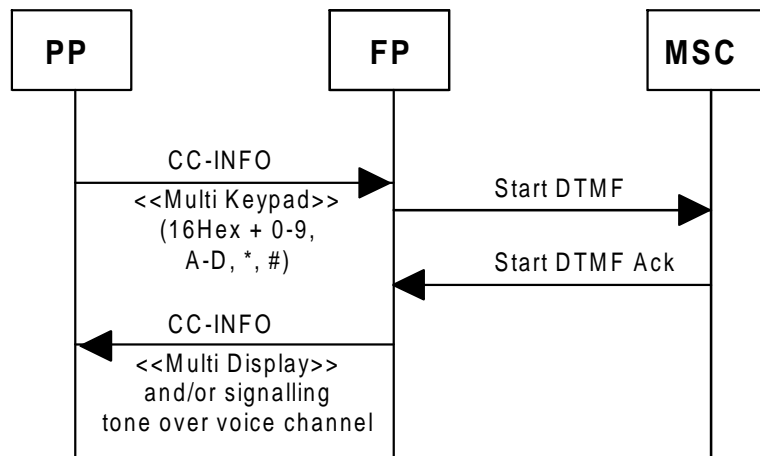 PP
FP
MSC
CC-INFO
<<Multi Keypad>>
(16Hex + 0-9,
A-D, *, #)
Start DTMF
Start DTMF Ack
CC-INFO
<<Multi Display>>
and/or signalling
tone over voice channel